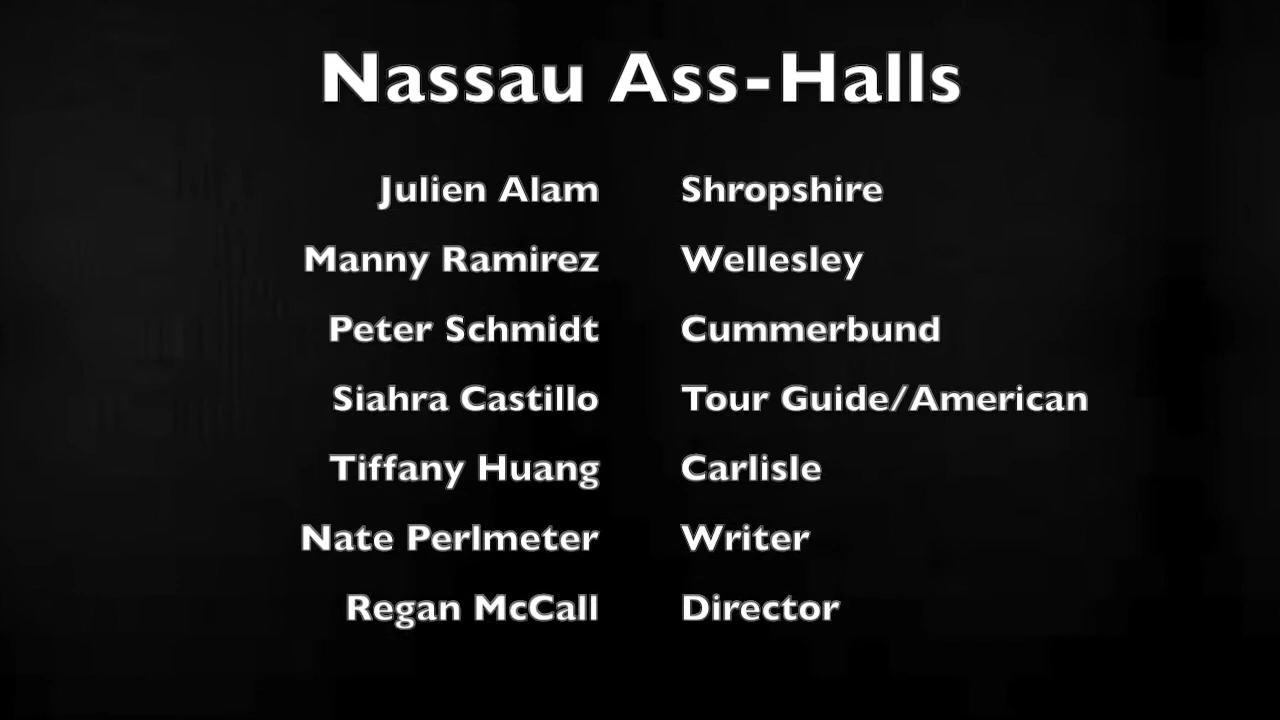 Nassau Ass-Halls
Julien Alam Shropshire
Manny Ramirez Wellesley
Peter Schmidt Cummerbund
Siahra Castillo Tour Guide/American
Tiffany Huang Carlisle
Nate Perlmeter Writer
Regan McCall Director